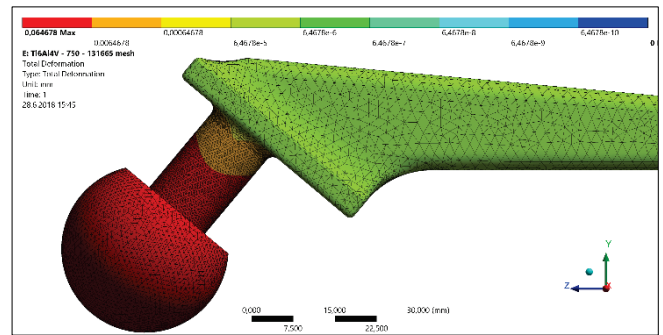 0,064678 Max 0,00064678 6,4678e-6 6,4678e-8 6,4678e-10
0,0064678 6,4678e-5 6,4678e-7 6,4678e-9 0
E: Ti6Al4V - 750 - 131665 mesh
Total Deformation
Type: Total Deformation
Unit: mm
Time: 1
28.6.2018 15:45
Y
Z
X
0,000 15,000 30,000 (mm)
7,500 22,500